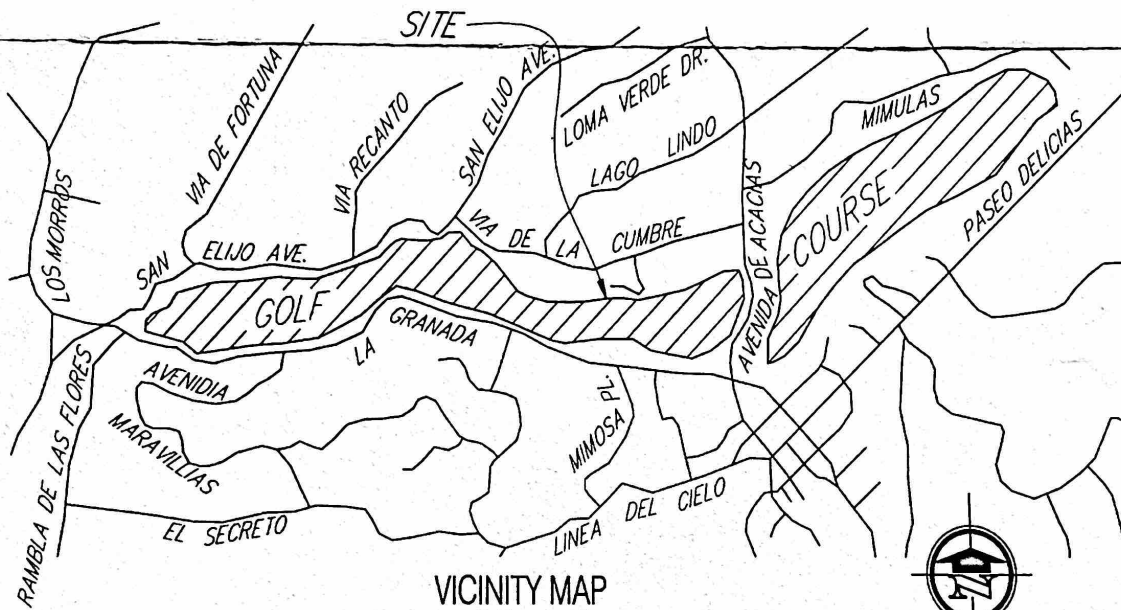 SITE
VIA DE FORTUNA
VIA RECANTO
SAN ELIJO AVE.
LOMA VERDE DR.
LAGO LINDO
MIMULAS
LOS MORROS
SAN ELIJO AVE.
VIA DE LA CUMBRE
AVENIDA DE ACACIAS
GOLF COURSE
PASEO DELICIAS
AVENIDIA LA GRANADA
MARAVILLIAS
RAMBLA DE LAS FLORES
MIMOSA PL.
EL SECRETO
LINEA DEL CIELO
N
VICINITY MAP